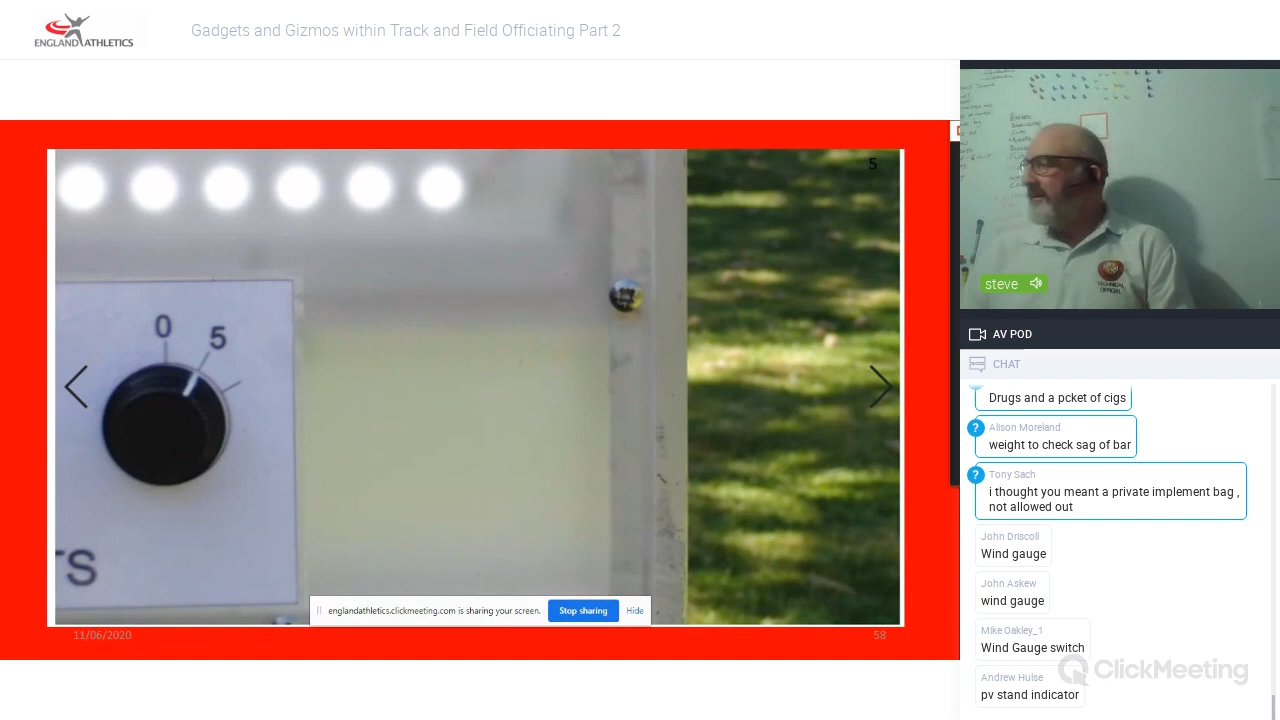 ENGLAND ATHLETICS
Gadgets and Gizmos within Track and Field Officiating Part 2
5
0
5
TS
englandathletics.clickmeeting.com is sharing your screen.
Stop sharing
Hide
11/06/2020
58
TECHNICAL
OFFICIAL
steve
AV POD
CHAT
Drugs and a pcket of cigs
?
Alison Moreland
weight to check sag of bar
?
Tony Sach
i thought you meant a private implement bag ,
not allowed out
John Driscoll
Wind gauge
John Askew
wind gauge
Mike Oakley_1
Wind Gauge switch
Andrew Hulse
pv stand indicator
ClickMeeting